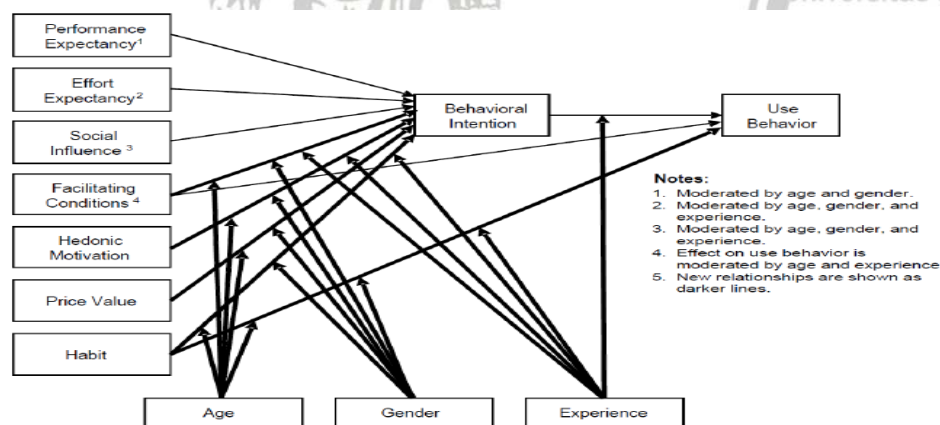 Performance
Expectancy¹
Effort
Expectancy²
Social
Influence ³
Facilitating
Conditions ⁴
Hedonic
Motivation
Price Value
Habit
Behavioral
Intention
Use
Behavior
Notes:
1. Moderated by age and gender.
2. Moderated by age, gender, and
experience.
3. Moderated by age, gender, and
experience.
4. Effect on use behavior is
moderated by age and experience
5. New relationships are shown as
darker lines.
Age
Gender
Experience